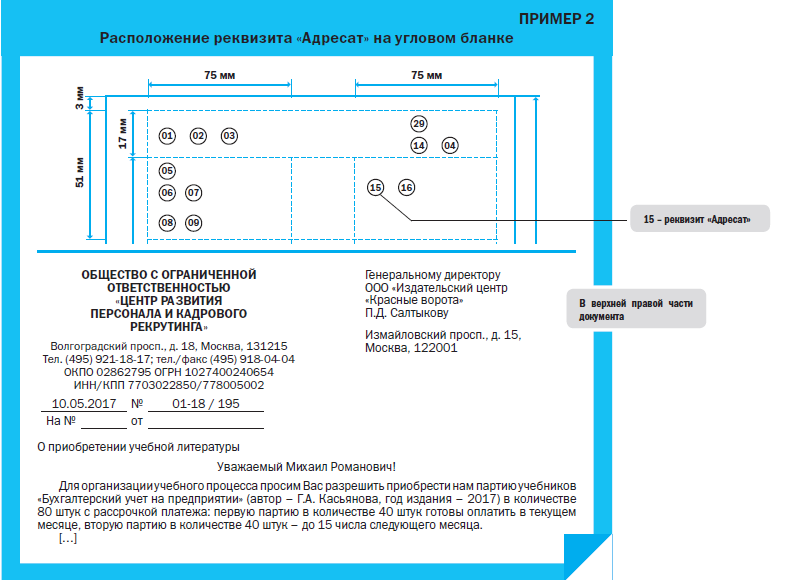 ПРИМЕР 2
Расположение реквизита «Адресат» на угловом бланке
75 мм 75 мм
3 мм
17 мм
51 мм
01 02 03 29
14 04
05
06 07 15 16
08 09
15 – реквизит «Адресат»
В верхней правой части
документа
ОБЩЕСТВО С ОГРАНИЧЕННОЙ
ОТВЕТСТВЕННОСТЬЮ
«ЦЕНТР РАЗВИТИЯ
ПЕРСОНАЛА И КАДРОВОГО
РЕКРУТИНГА»
Волгоградский просп., д. 18, Москва, 131215
Тел. (495) 921-18-17; тел./факс (495) 918-04-04
ОКПО 02862795 ОГРН 1027400240654
ИНН/КПП 7703022850/778005002
10.05.2017 № 01-18 / 195
На № от
Генеральному директору
ООО «Издательский центр
«Красные ворота»
П.Д. Салтыкову
Измайловский просп., д. 15,
Москва, 122001
О приобретении учебной литературы
Уважаемый Михаил Романович!
Для организации учебного процесса просим Вас разрешить приобрести нам партию учебников
«Бухгалтерский учет на предприятии» (автор – Г.А. Касьянова, год издания – 2017) в количестве
80 штук с рассрочкой платежа: первую партию в количестве 40 штук готовы оплатить в текущем
месяце, вторую партию в количестве 40 штук – до 15 числа следующего месяца.
[...]